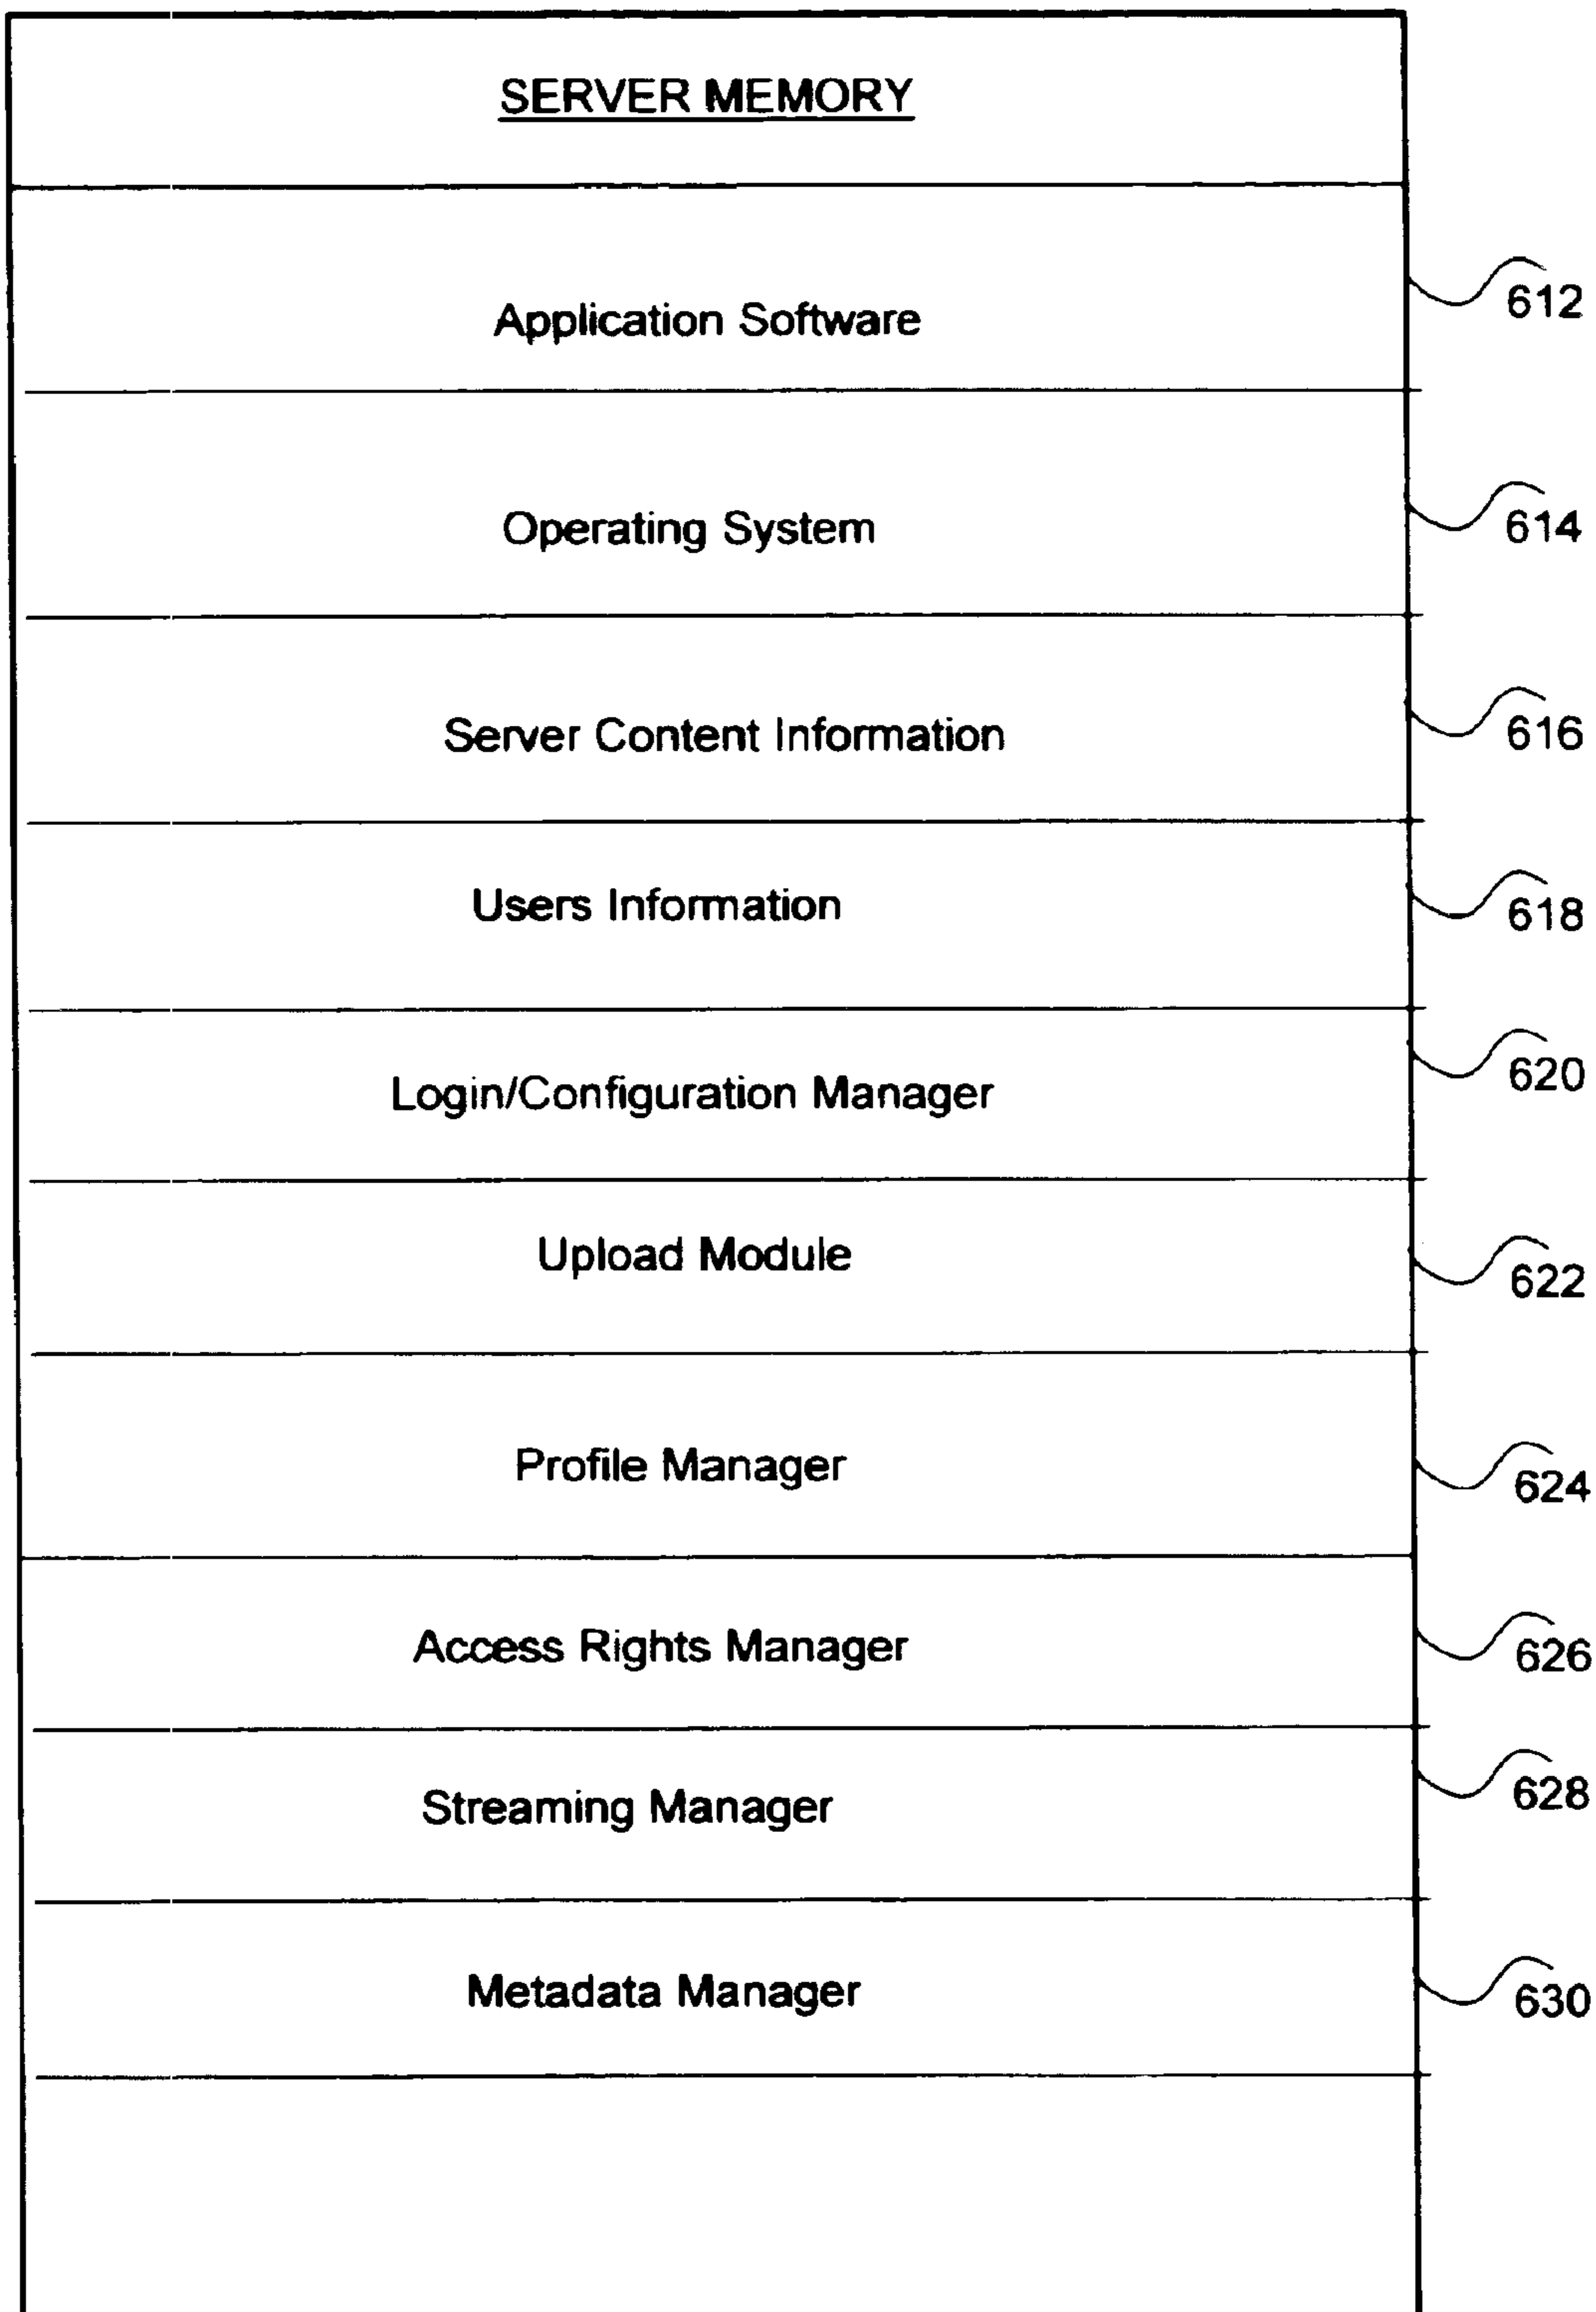 SERVER MEMORY
Application Software
612
Operating System
614
Server Content Information
616
Users Information
618
Login/Configuration Manager
620
Upload Module
622
Profile Manager
624
Access Rights Manager
626
Streaming Manager
628
Metadata Manager
630